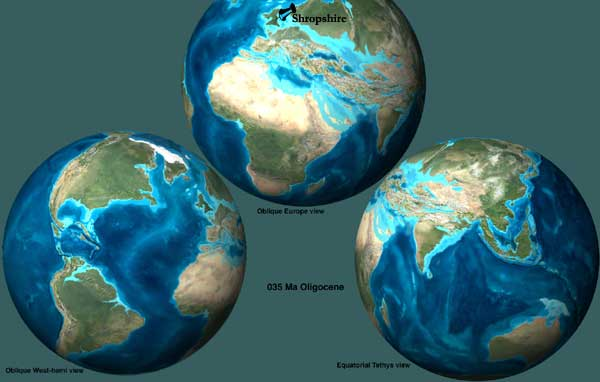 Shropshire
Oblique Europe view
035 Ma Oligocene
Oblique West-hemi view
Equatorial Tethys view